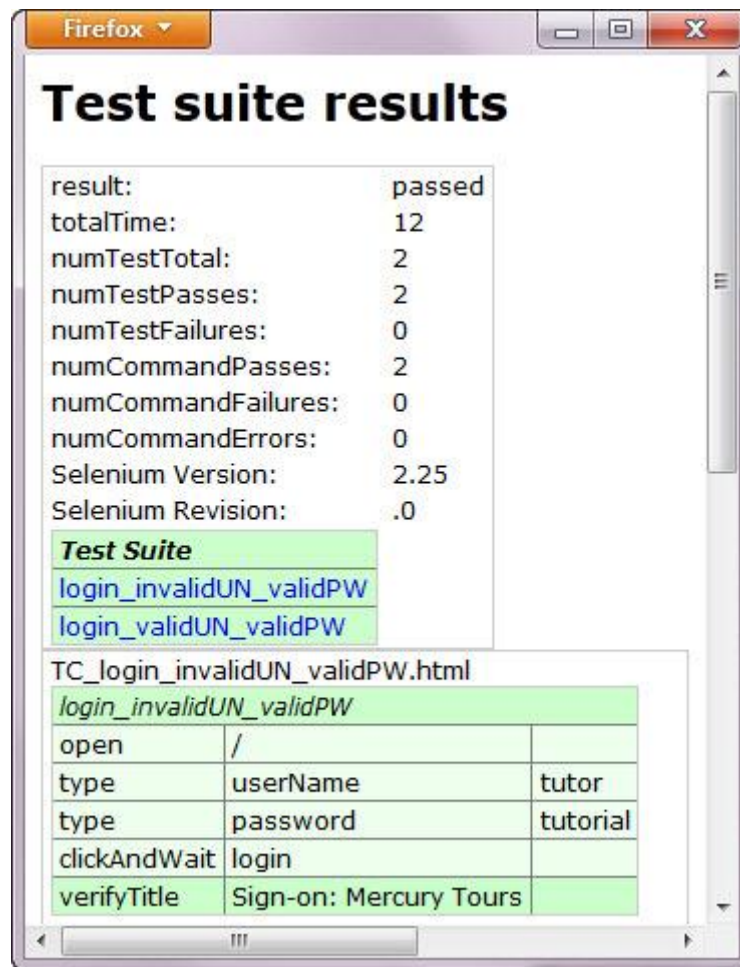 Firefox
Test suite results
result: passed
totalTime: 12
numTestTotal: 2
numTestPasses: 2
numTestFailures: 0
numCommandPasses: 2
numCommandFailures: 0
numCommandErrors: 0
Selenium Version: 2.25
Selenium Revision: .0
Test Suite
login_invalidUN_validPW
login_validUN_validPW
TC_login_invalidUN_validPW.html
login_invalidUN_validPW
open /
type userName tutor
type password tutorial
clickAndWait login
verifyTitle Sign-on: Mercury Tours